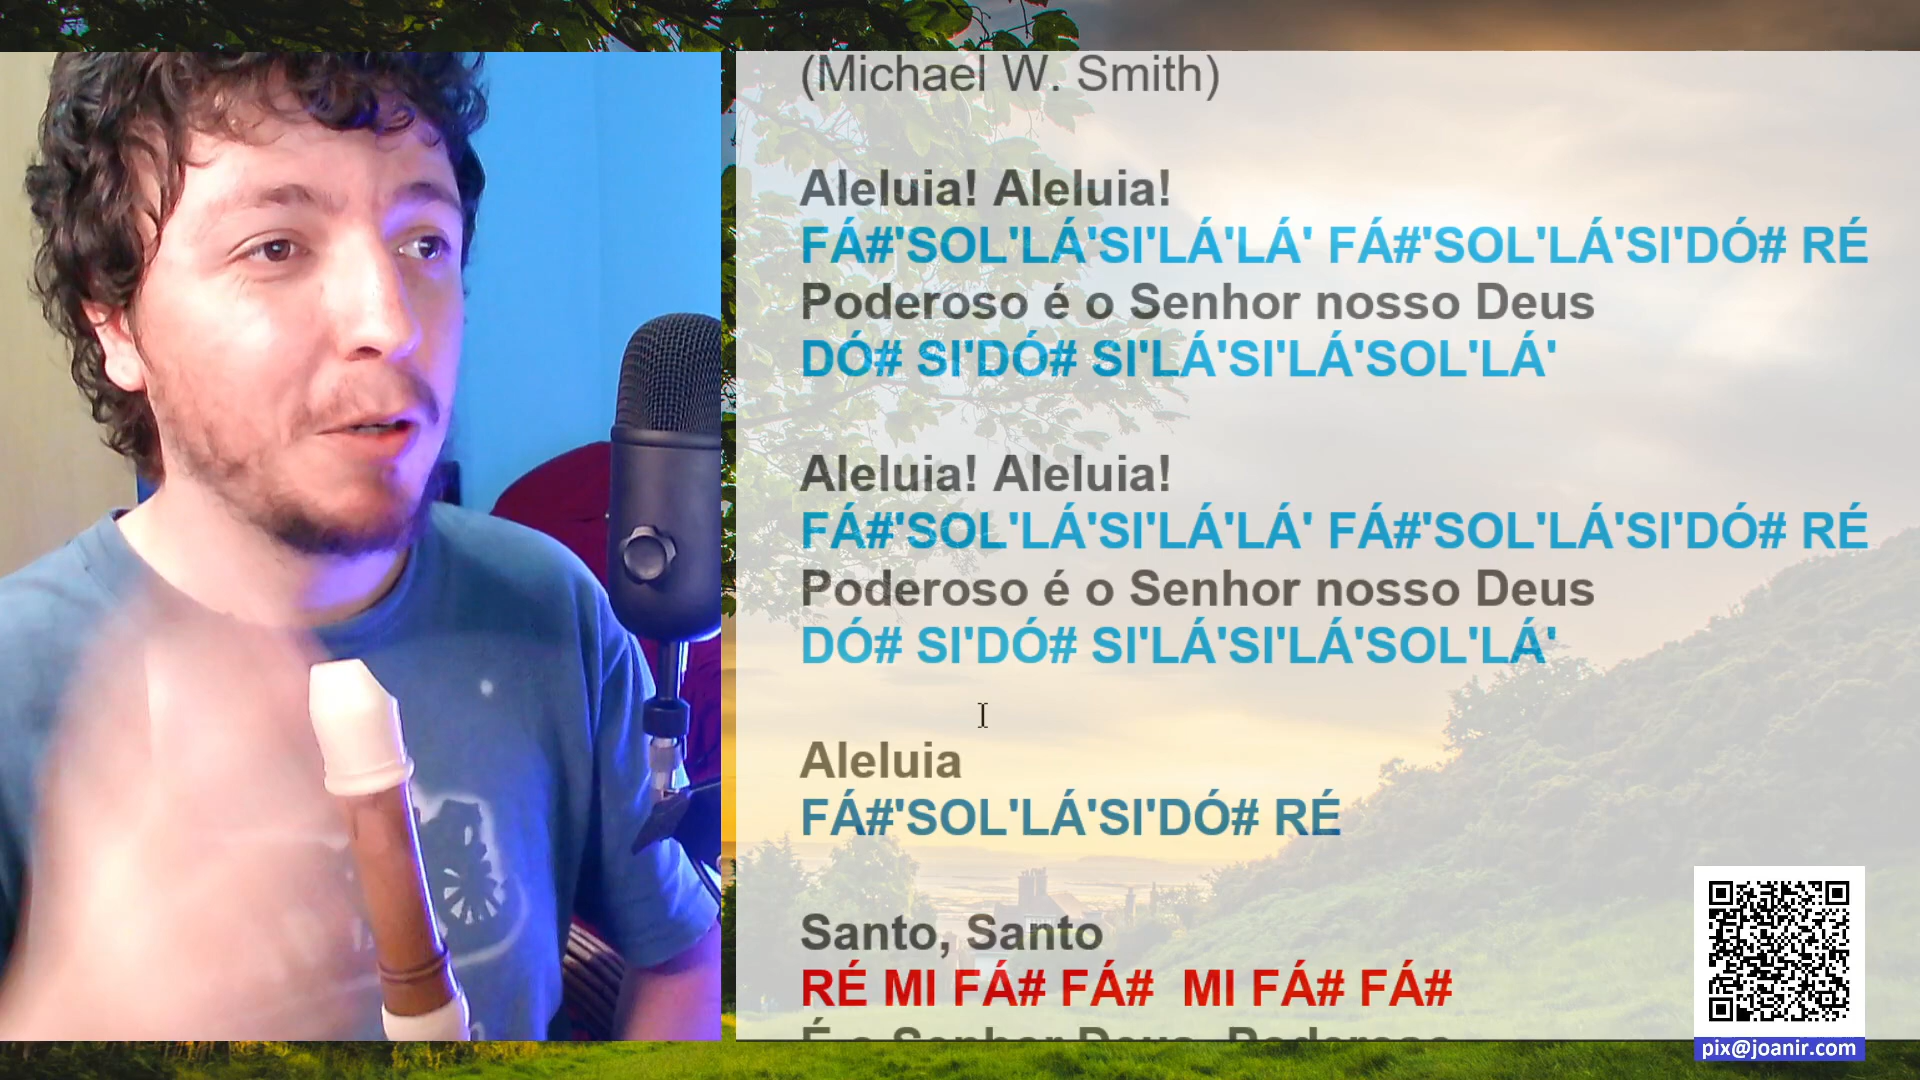 (Michael W. Smith)
Aleluia! Aleluia!
FÁ#'SOL'LÁ'SI'LÁ'LÁ' FÁ#'SOL'LÁ'SI'DÓ# RÉ
Poderoso é o Senhor nosso Deus
DÓ# SI'DÓ# SI'LÁ'SI'LÁ'SOL'LÁ'
Aleluia! Aleluia!
FÁ#'SOL'LÁ'SI'LÁ'LÁ' FÁ#'SOL'LÁ'SI'DÓ# RÉ
Poderoso é o Senhor nosso Deus
DÓ# SI'DÓ# SI'LÁ'SI'LÁ'SOL'LÁ'
Aleluia
FÁ#'SOL'LÁ'SI'DÓ# RÉ
Santo, Santo
RÉ MI FÁ# FÁ#  MI FÁ# FÁ#
É o Senhor Deus, Poderoso
pix@joanir.com